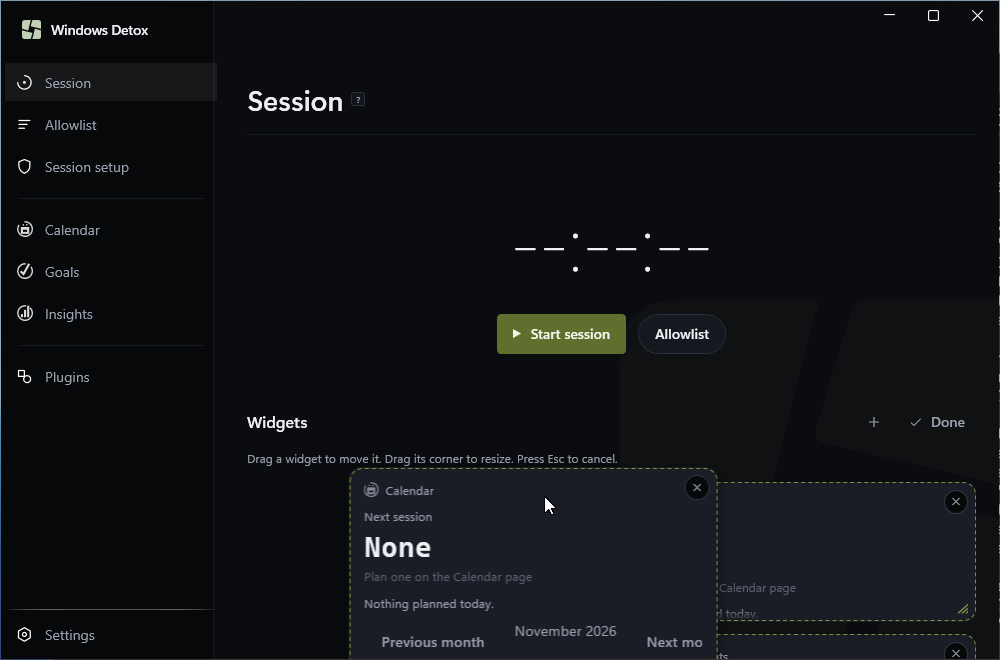 Windows Detox
Session
Allowlist
Session setup
Calendar
Goals
Insights
Plugins
Settings
Session ?
--:--:--
Start session
Allowlist
Widgets
Done
Drag a widget to move it. Drag its corner to resize. Press Esc to cancel.
Calendar
Next session
None
Plan one on the Calendar page
Nothing planned today.
Previous month
November 2026
Next mo
Calendar page
d today.
ts